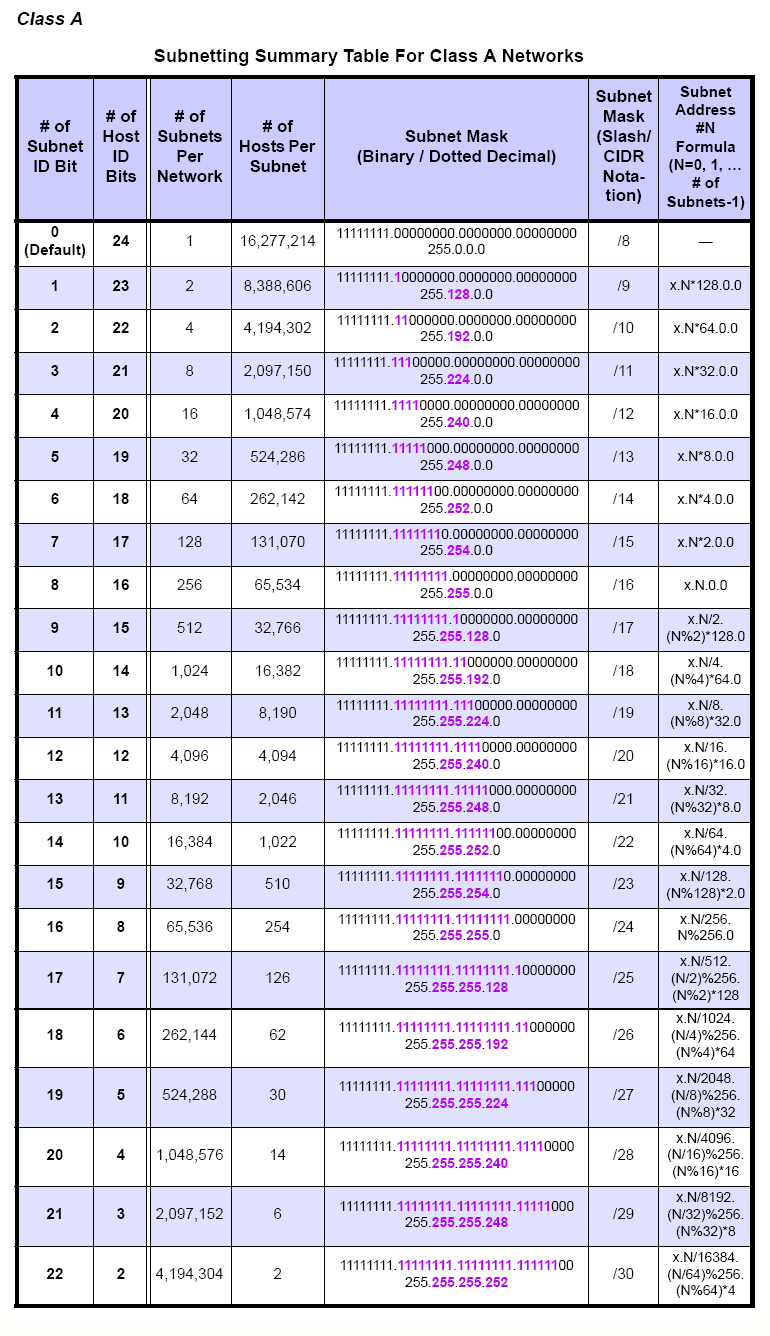 Class A
Subnetting Summary Table For Class A Networks
# of
Subnet
ID Bit
# of
Host
ID
Bits
# of
Subnets
Per
Network
# of
Hosts Per
Subnet
Subnet Mask
(Binary / Dotted Decimal)
Subnet
Mask
(Slash/
CIDR
Nota-
tion)
Subnet
Address
#N
Formula
(N=0, 1, …
# of
Subnets-1)
0
(Default)
24
1
16,277,214
11111111.00000000.0000000.00000000
255.0.0.0
/8
—
1
23
2
8,388,606
11111111.10000000.0000000.00000000
255.128.0.0
/9
x.N*128.0.0
2
22
4
4,194,302
11111111.11000000.0000000.00000000
255.192.0.0
/10
x.N*64.0.0
3
21
8
2,097,150
11111111.11100000.00000000.00000000
255.224.0.0
/11
x.N*32.0.0
4
20
16
1,048,574
11111111.11110000.00000000.00000000
255.240.0.0
/12
x.N*16.0.0
5
19
32
524,286
11111111.11111000.00000000.00000000
255.248.0.0
/13
x.N*8.0.0
6
18
64
262,142
11111111.11111100.00000000.00000000
255.252.0.0
/14
x.N*4.0.0
7
17
128
131,070
11111111.11111110.00000000.00000000
255.254.0.0
/15
x.N*2.0.0
8
16
256
65,534
11111111.11111111.00000000.00000000
255.255.0.0
/16
x.N.0.0
9
15
512
32,766
11111111.11111111.10000000.00000000
255.255.128.0
/17
x.N/2.
(N%2)*128.0
10
14
1,024
16,382
11111111.11111111.11000000.00000000
255.255.192.0
/18
x.N/4.
(N%4)*64.0
11
13
2,048
8,190
11111111.11111111.11100000.00000000
255.255.224.0
/19
x.N/8.
(N%8)*32.0
12
12
4,096
4,094
11111111.11111111.11110000.00000000
255.255.240.0
/20
x.N/16.
(N%16)*16.0
13
11
8,192
2,046
11111111.11111111.11111000.00000000
255.255.248.0
/21
x.N/32.
(N%32)*8.0
14
10
16,384
1,022
11111111.11111111.11111100.00000000
255.255.252.0
/22
x.N/64.
(N%64)*4.0
15
9
32,768
510
11111111.11111111.11111110.00000000
255.255.254.0
/23
x.N/128.
(N%128)*2.0
16
8
65,536
254
11111111.11111111.11111111.00000000
255.255.255.0
/24
x.N/256.
N%256.0
17
7
131,072
126
11111111.11111111.11111111.10000000
255.255.255.128
/25
x.N/512.
(N/2)%256.
(N%2)*128
18
6
262,144
62
11111111.11111111.11111111.11000000
255.255.255.192
/26
x.N/1024.
(N/4)%256.
(N%4)*64
19
5
524,288
30
11111111.11111111.11111111.11100000
255.255.255.224
/27
x.N/2048.
(N/8)%256.
(N%8)*32
20
4
1,048,576
14
11111111.11111111.11111111.11110000
255.255.255.240
/28
x.N/4096.
(N/16)%256.
(N%16)*16
21
3
2,097,152
6
11111111.11111111.11111111.11111000
255.255.255.248
/29
x.N/8192.
(N/32)%256.
(N%32)*8
22
2
4,194,304
2
11111111.11111111.11111111.11111100
255.255.255.252
/30
x.N/16384.
(N/64)%256.
(N%64)*4